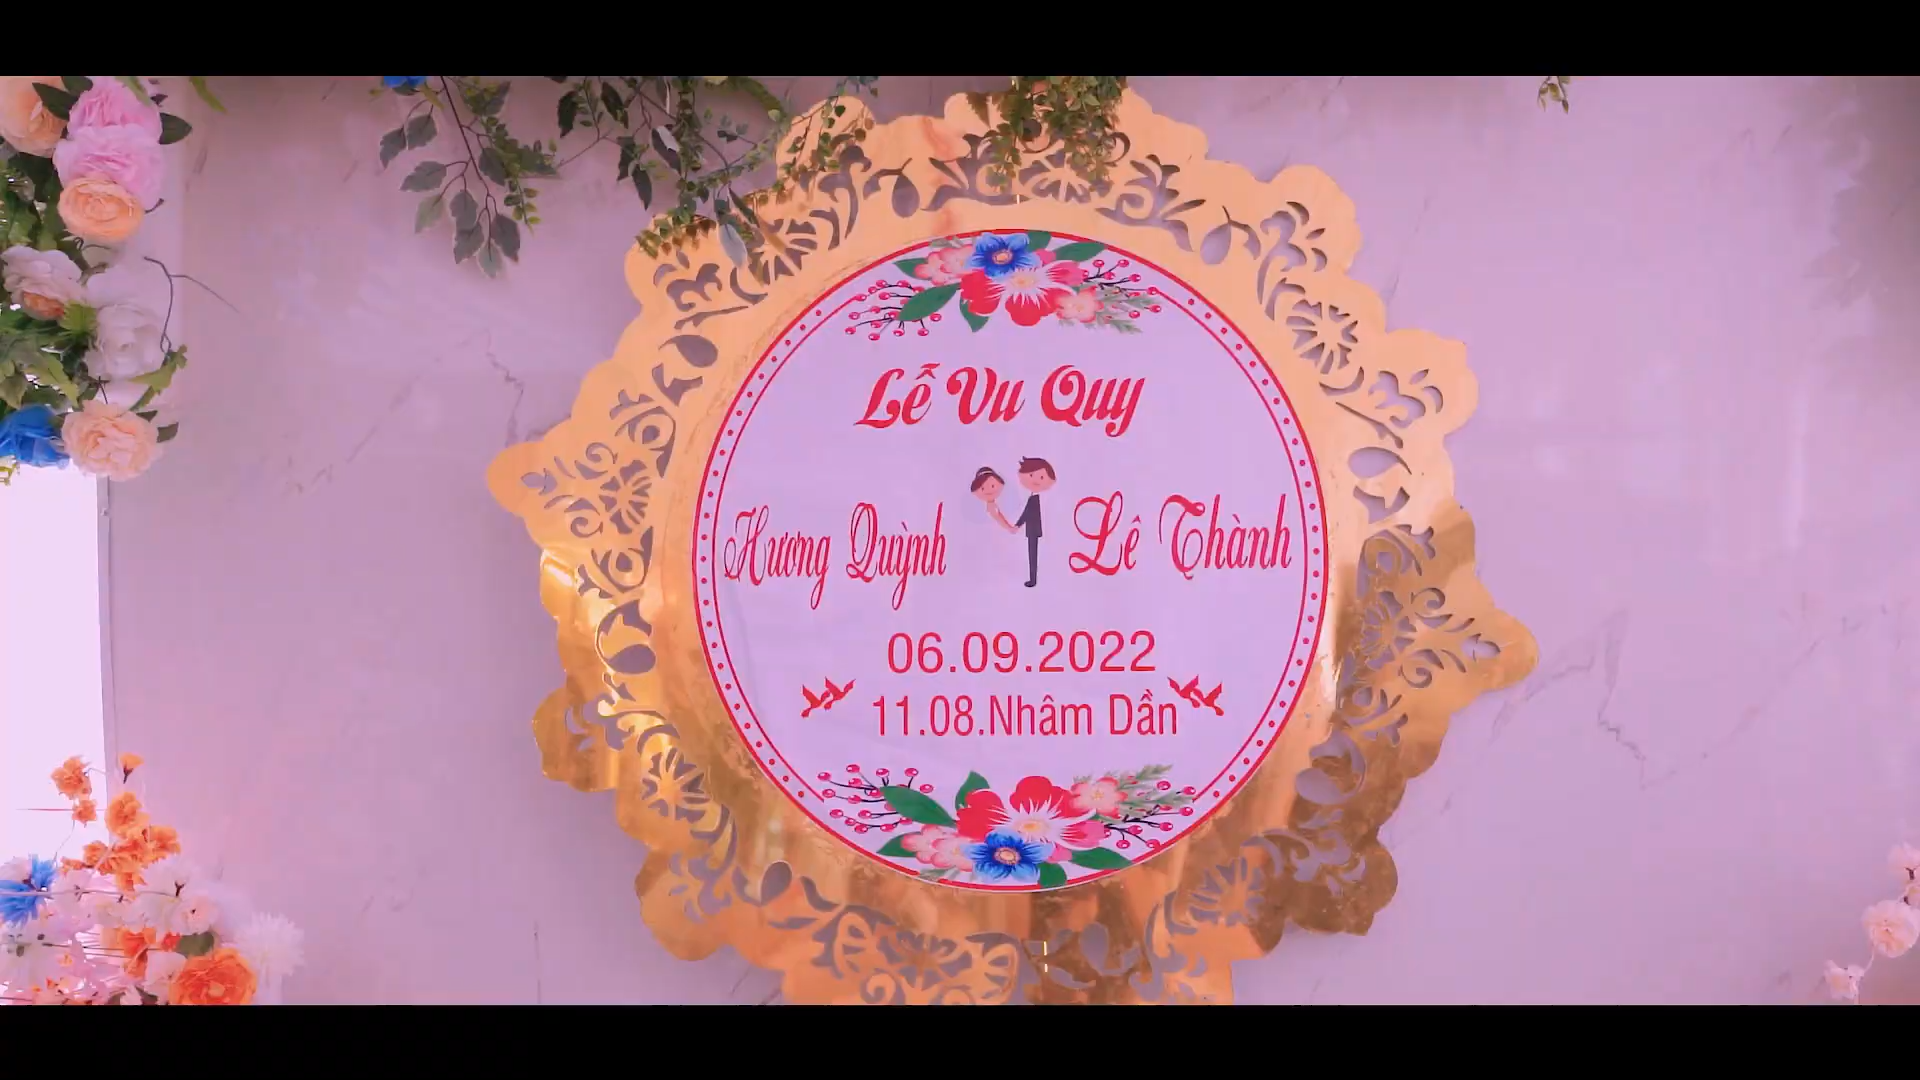 Lễ Vu Quy
Hương Quỳnh Lê Thành
06.09.2022
11.08.Nhâm Dần